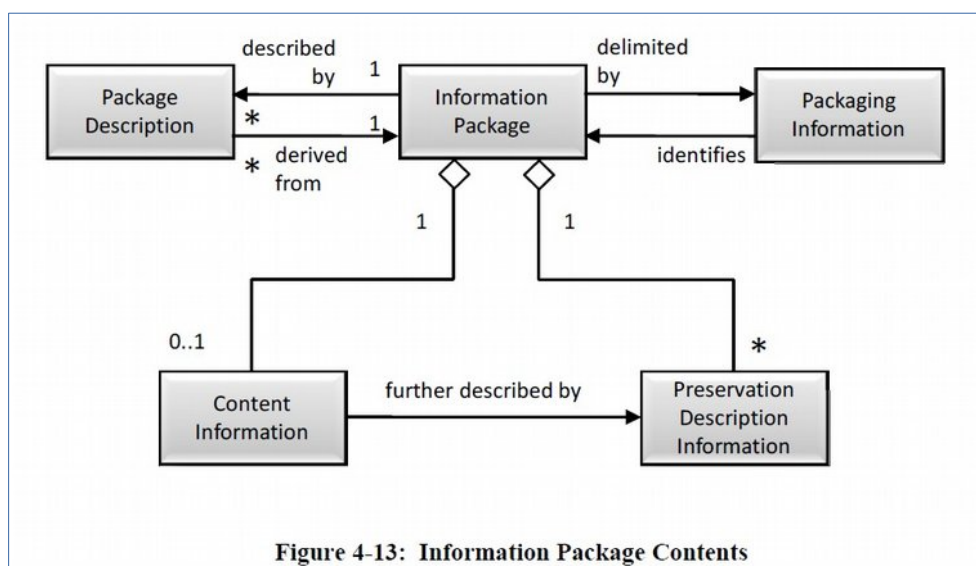 described
by
1
delimited
by
Package
Description
Information
Package
Packaging
Information
*
1
*
derived
from
identifies
1
1
0..1
*
Content
Information
further described by
Preservation
Description
Information
Figure 4-13: Information Package Contents